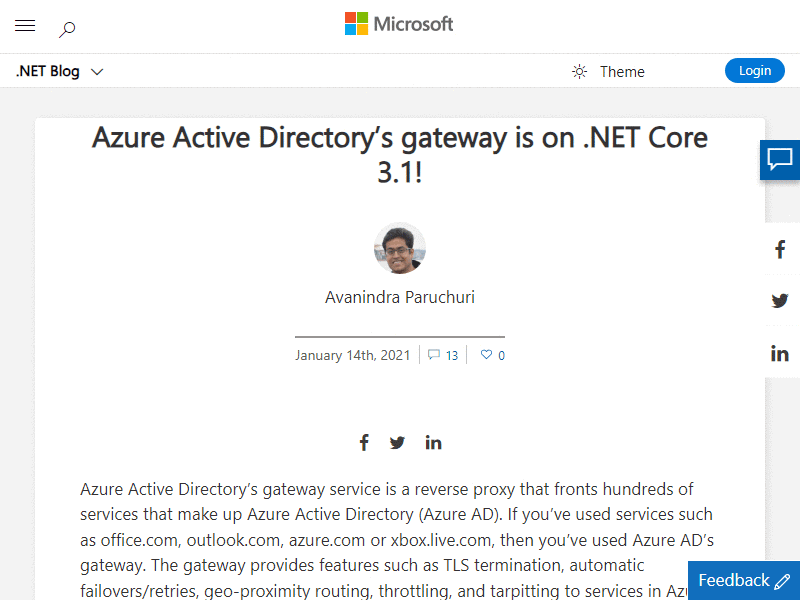 Microsoft
.NET Blog
Theme
Login
Azure Active Directory’s gateway is on .NET Core
3.1!
Avanindra Paruchuri
January 14th, 2021
13
0
Azure Active Directory’s gateway service is a reverse proxy that fronts hundreds of
services that make up Azure Active Directory (Azure AD). If you’ve used services such
as office.com, outlook.com, azure.com or xbox.live.com, then you’ve used Azure AD’s
gateway. The gateway provides features such as TLS termination, automatic
failovers/retries, geo-proximity routing, throttling, and tarpitting to services in
Feedback